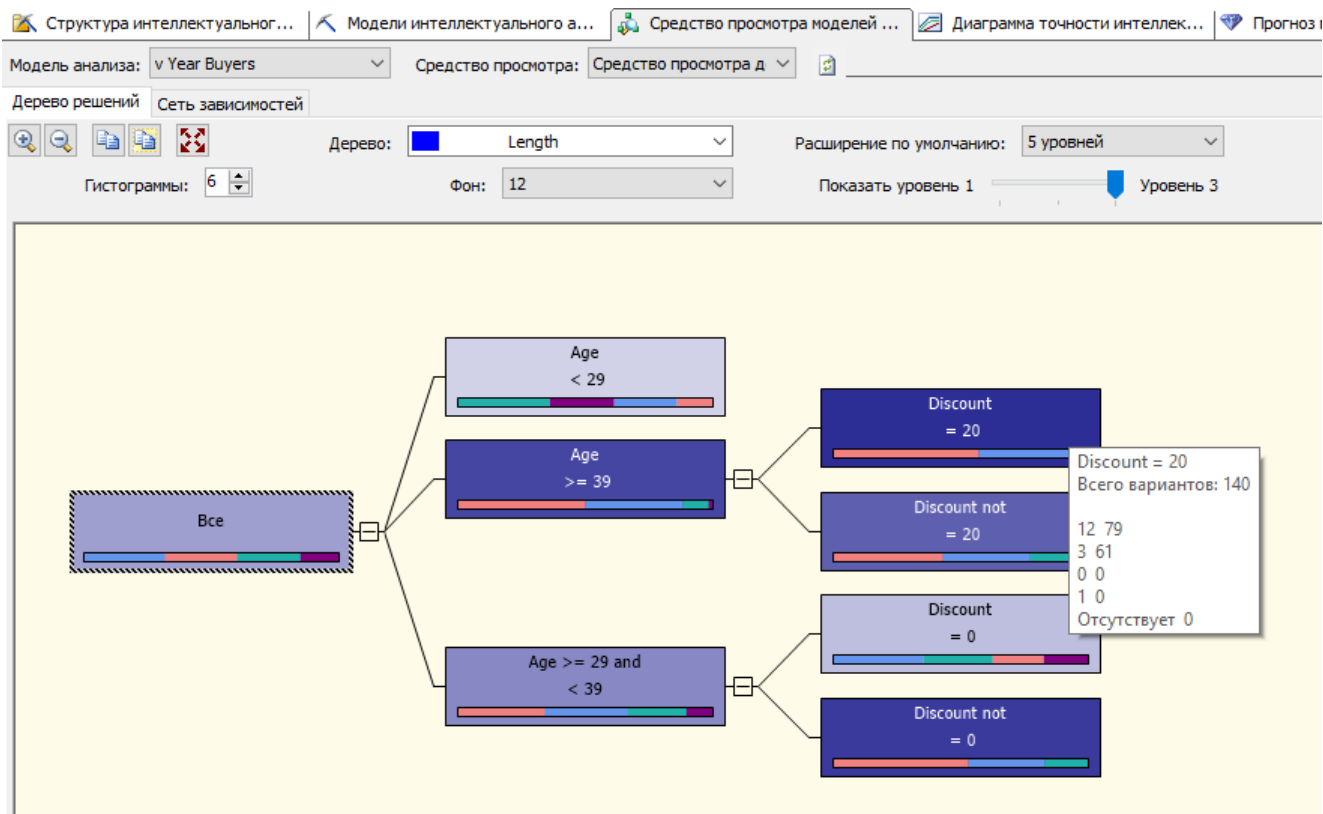 Структура интеллектуальног... Модели интеллектуального а... Средство просмотра моделей ... Диаграмма точности интеллек... Прогноз
Модель анализа: v Year Buyers Средство просмотра: Средство просмотра д
Дерево решений Сеть зависимостей
Дерево: Length Расширение по умолчанию: 5 уровней
Гистограммы: 6 Фон: 12 Показать уровень 1 Уровень 3
Age
< 29
Discount
= 20
Age
>= 39
Discount = 20
Всего вариантов: 140
12 79
3 61
0 0
1 0
Отсутствует 0
Все
Discount not
= 20
Discount
= 0
Age >= 29 and
< 39
Discount not
= 0